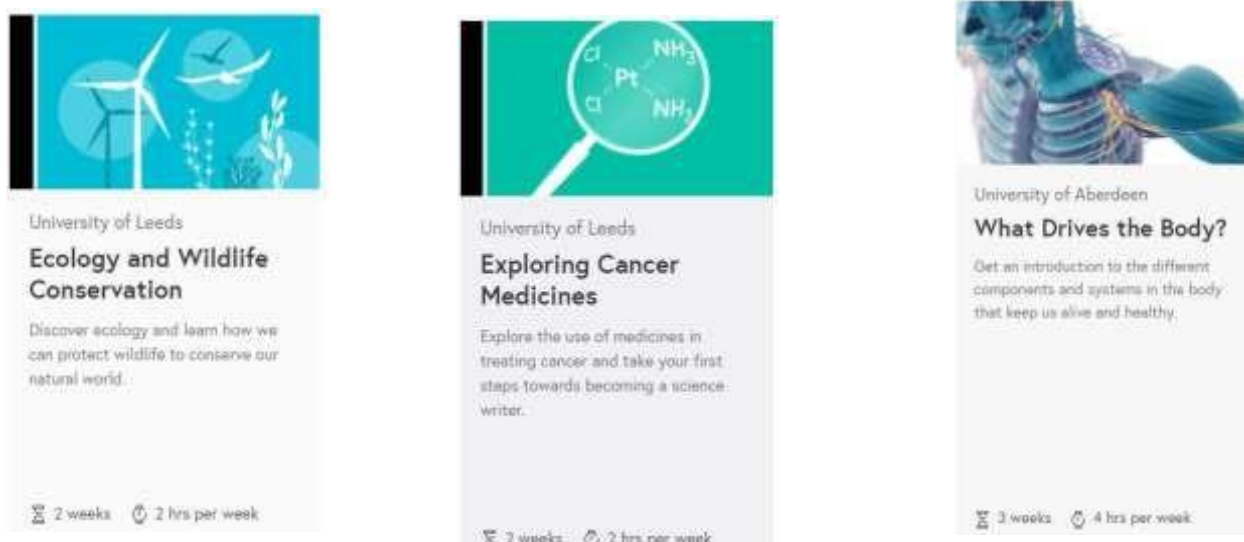 University of Leeds
Ecology and Wildlife
Conservation
Discover ecology and learn how we
can protect wildlife to conserve our
natural world.
2 weeks 2 hrs per week
Cl NH3
Pt
Cl NH3
University of Leeds
Exploring Cancer
Medicines
Explore the use of medicines in
treating cancer and take your first
steps towards becoming a science
writer.
2 weeks 2 hrs per week
University of Aberdeen
What Drives the Body?
Get an introduction to the different
components and systems in the body
that keep us alive and healthy.
3 weeks 4 hrs per week